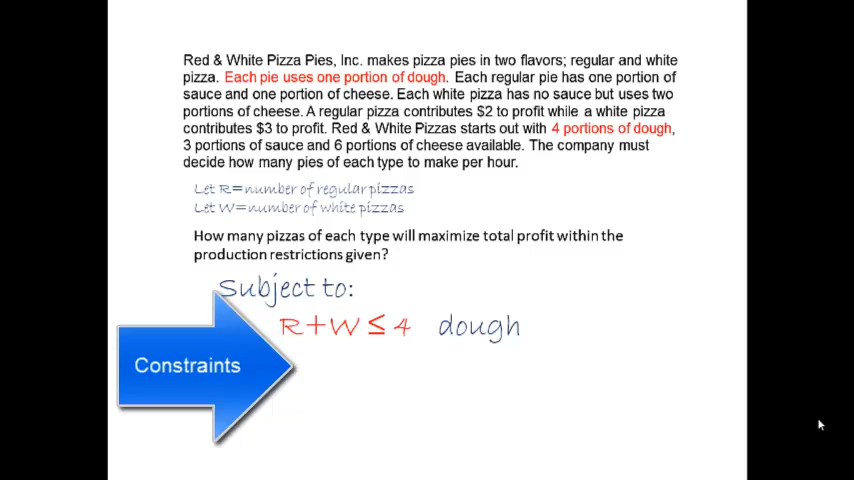 Red & White Pizza Pies, Inc. makes pizza pies in two flavors; regular and white
pizza. Each pie uses one portion of dough. Each regular pie has one portion of
sauce and one portion of cheese. Each white pizza has no sauce but uses two
portions of cheese. A regular pizza contributes $2 to profit while a white pizza
contributes $3 to profit. Red & White Pizzas starts out with 4 portions of dough,
3 portions of sauce and 6 portions of cheese available. The company must
decide how many pies of each type to make per hour.
Let R=number of regular pizzas
Let W=number of white pizzas
How many pizzas of each type will maximize total profit within the
production restrictions given?
Subject to:
R+W ≤ 4 dough
Constraints